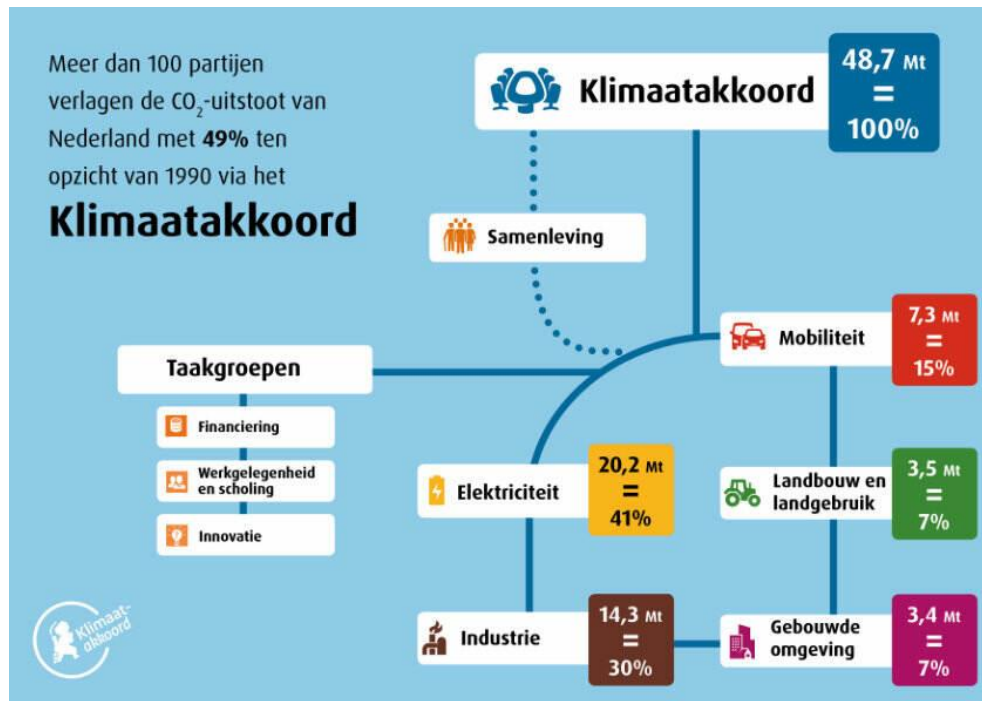 Meer dan 100 partijen
verlagen de CO₂-uitstoot van
Nederland met 49% ten
opzicht van 1990 via het
Klimaatakkoord
Klimaatakkoord
48,7 Mt
=
100%
Samenleving
Mobiliteit
7,3 Mt
=
15%
Taakgroepen
Financiering
Werkgelegenheid
en scholing
Innovatie
Elektriciteit
20,2 Mt
=
41%
Landbouw en
landgebruik
3,5 Mt
=
7%
Industrie
14,3 Mt
=
30%
Gebouwde
omgeving
3,4 Mt
=
7%
Klimaat-
akkoord